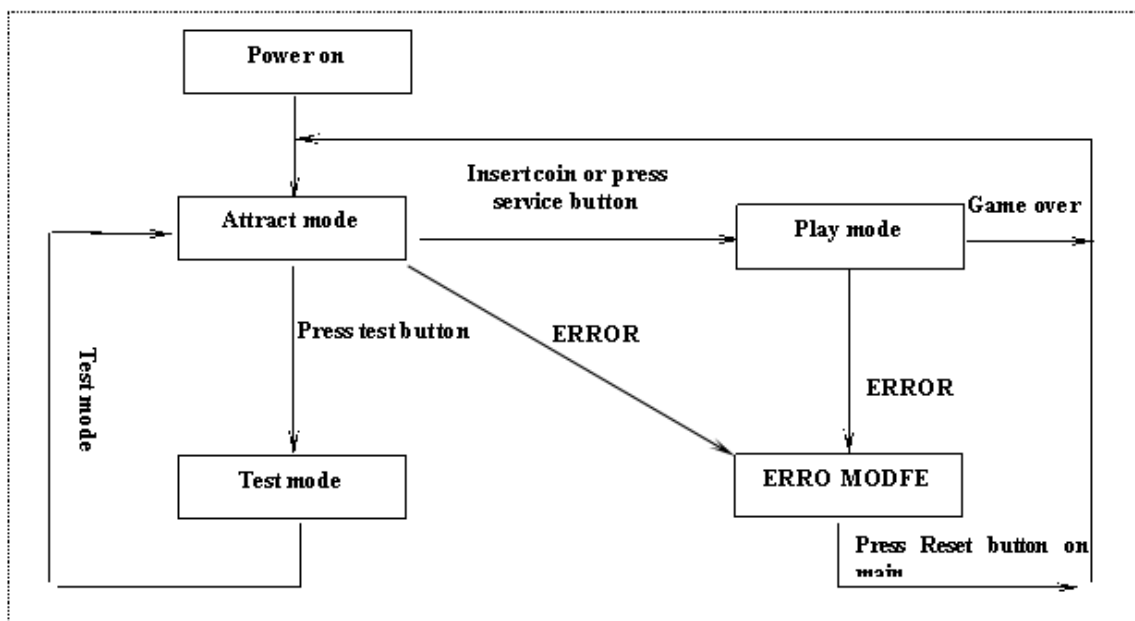 Power on
Insert coin or press
service button
Attract mode
Play mode
Game over
Press test button
ERROR
Test mode
ERROR
Test mode
ERRO MODFE
Press Reset button on
main